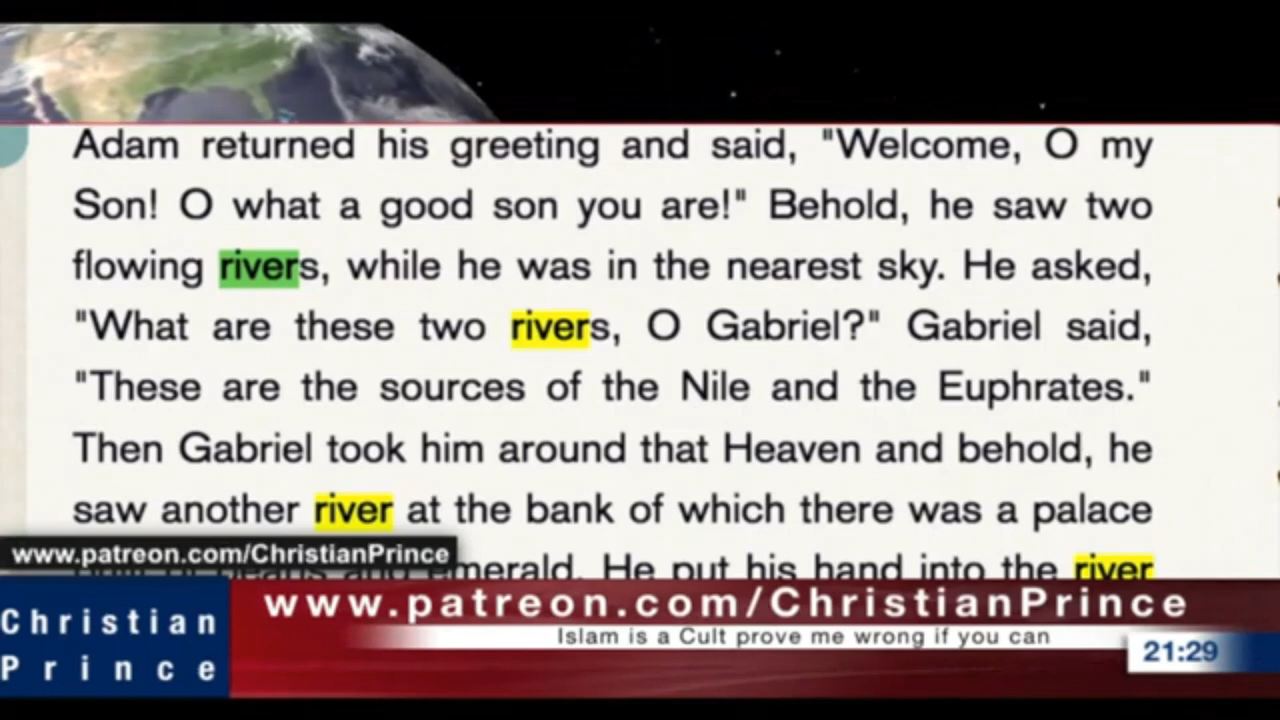 Adam returned his greeting and said, "Welcome, O my
Son! O what a good son you are!" Behold, he saw two
flowing rivers, while he was in the nearest sky. He asked,
"What are these two rivers, O Gabriel?" Gabriel said,
"These are the sources of the Nile and the Euphrates."
Then Gabriel took him around that Heaven and behold, he
saw another river at the bank of which there was a palace
www.patreon.com/ChristianPrince
emerald. He put his hand into the river
www.patreon.com/ChristianPrince
Islam is a Cult prove me wrong if you can
Christian
Prince
21:29